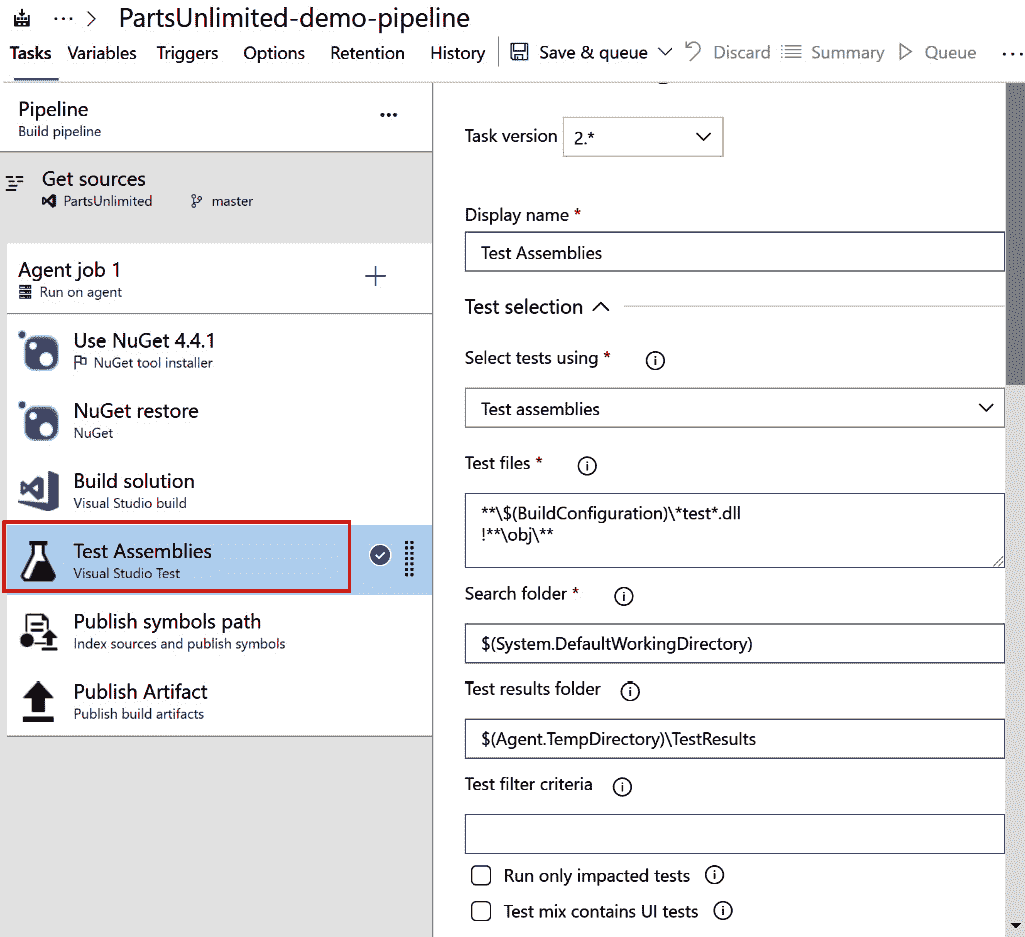 PartsUnlimited-demo-pipeline
Tasks Variables Triggers Options Retention History Save & queue Discard Summary Queue
Pipeline
Build pipeline
Get sources
PartsUnlimited master
Agent job 1
Run on agent
Use NuGet 4.4.1
NuGet tool installer
NuGet restore
NuGet
Build solution
Visual Studio build
Test Assemblies
Visual Studio Test
Publish symbols path
Index sources and publish symbols
Publish Artifact
Publish build artifacts
Task version 2.*
Display name *
Test Assemblies
Test selection
Select tests using *
Test assemblies
Test files *
**\$(BuildConfiguration)\*test*.dll
!**\obj\**
Search folder *
$(System.DefaultWorkingDirectory)
Test results folder
$(Agent.TempDirectory)\TestResults
Test filter criteria
Run only impacted tests
Test mix contains UI tests